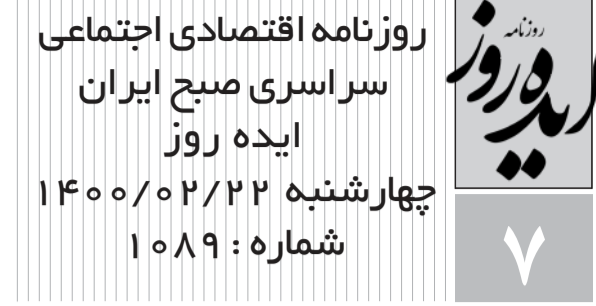 روزنامه اقتصادی اجتماعی
سراسری صبح ایران
ایده روز
چهارشنبه ۱۴۰۰/۰۲/۲۲
شماره : ۱۰۸۹
روزنامه
ایده روز
۷